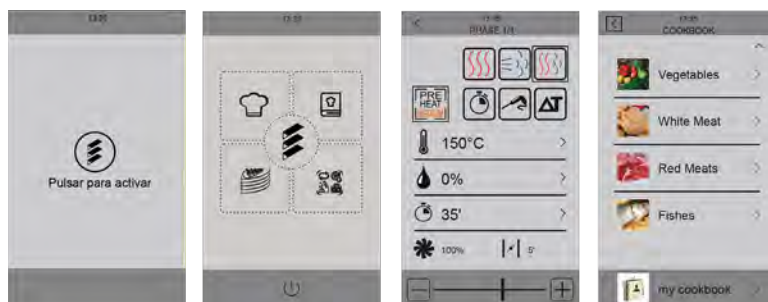 Pulsar para activar
PHASE 1/1
PRE
HEAT
150°C
0%
35'
100%
5'
ΔT
COOKBOOK
Vegetables
White Meat
Red Meats
Fishes
my cookbook